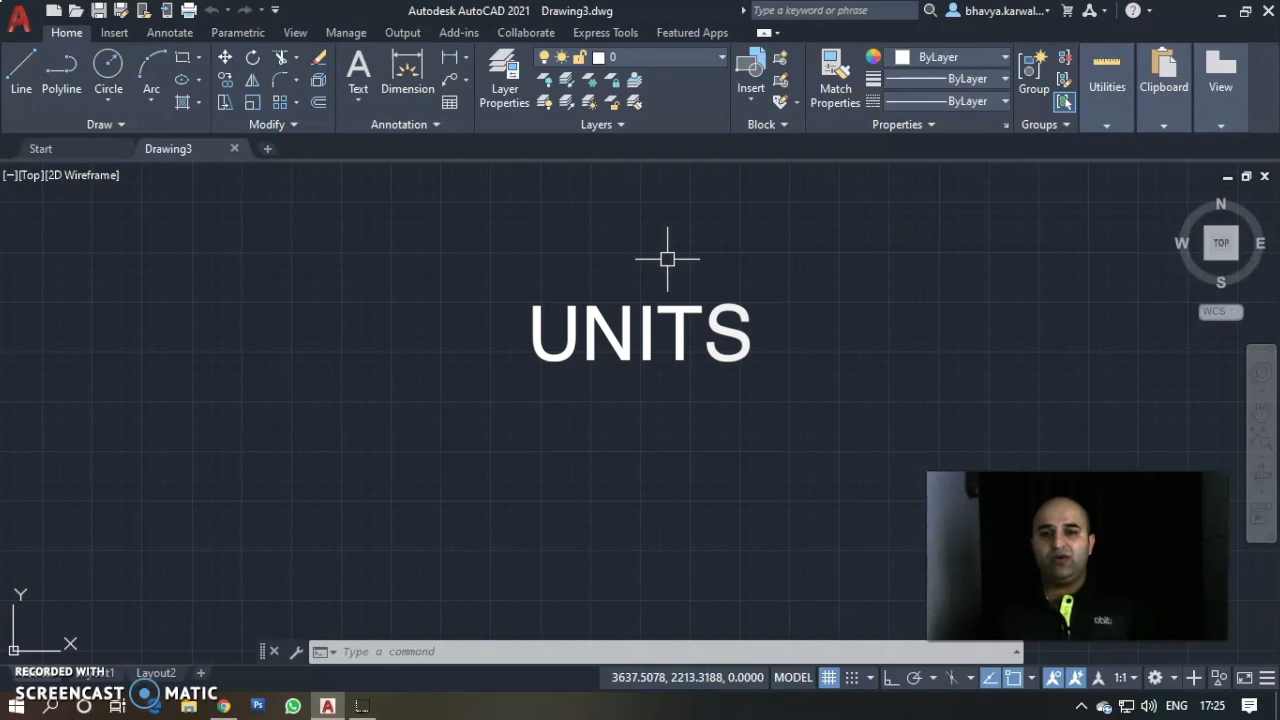 Autodesk AutoCAD 2021 Drawing3.dwg
Type a keyword or phrase
bhavya.karwal...
Home Insert Annotate Parametric View Manage Output Add-ins Collaborate Express Tools Featured Apps
Line Polyline Circle Arc
Text Dimension
Layer Properties
0
Insert
Match Properties
ByLayer
ByLayer
ByLayer
Group
Utilities
Clipboard
View
Draw Modify Annotation Layers Block Properties Groups
Start Drawing3
[−][Top][2D Wireframe]
N
W TOP E
S
WCS
UNITS
Y
X
Type a command
RECORDED WITH
Layout2
3637.5078, 2213.3188, 0.0000 MODEL
1:1
SCREENCAST MATIC
Ps
ENG 17:25